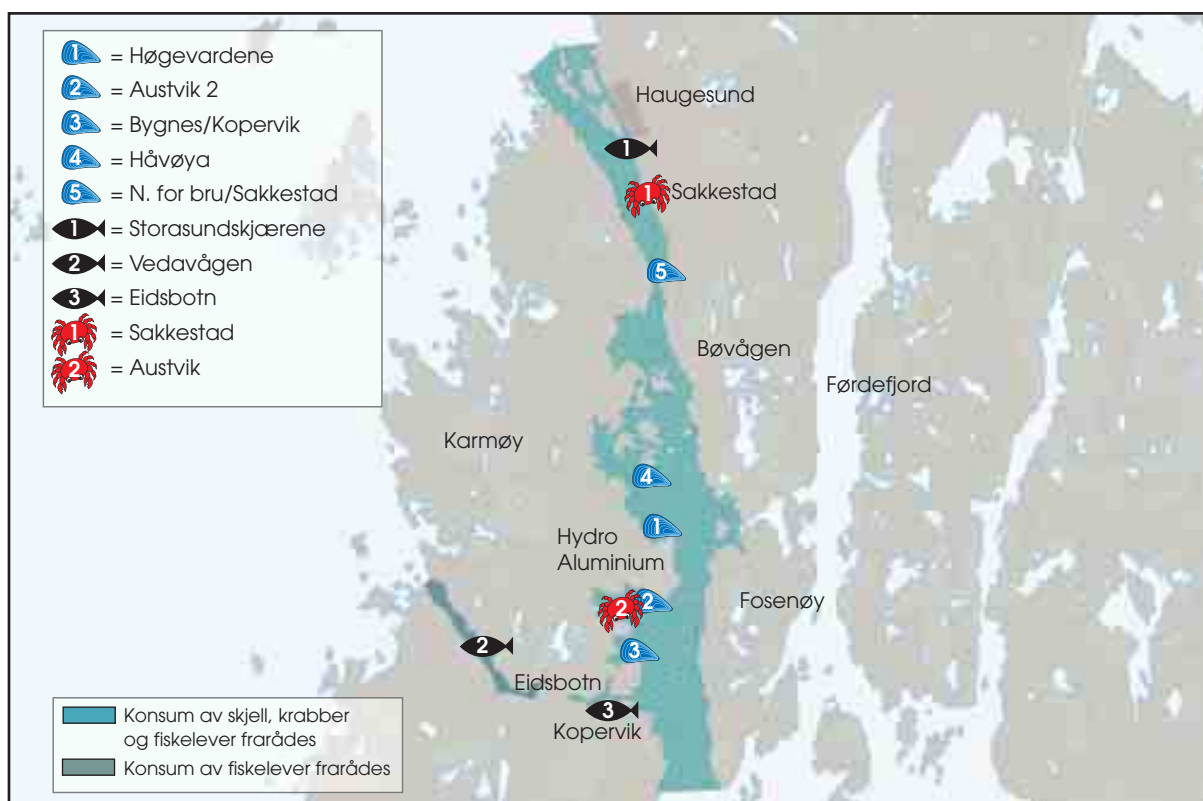 1 = Høgevardene
2 = Austvik 2
3 = Bygnes/Kopervik
4 = Håvøya
5 = N. for bru/Sakkestad
1 = Storasundskjærene
2 = Vedavågen
3 = Eidsbotn
1 = Sakkestad
2 = Austvik
Haugesund
1
1 Sakkestad
5
Bøvågen
Førdefjord
Karmøy
4
1
Hydro
Aluminium
2 2
Fosenøy
2
3
Eidsbotn
3
Kopervik
Konsum av skjell, krabber
og fiskelever frarådes
Konsum av fiskelever frarådes